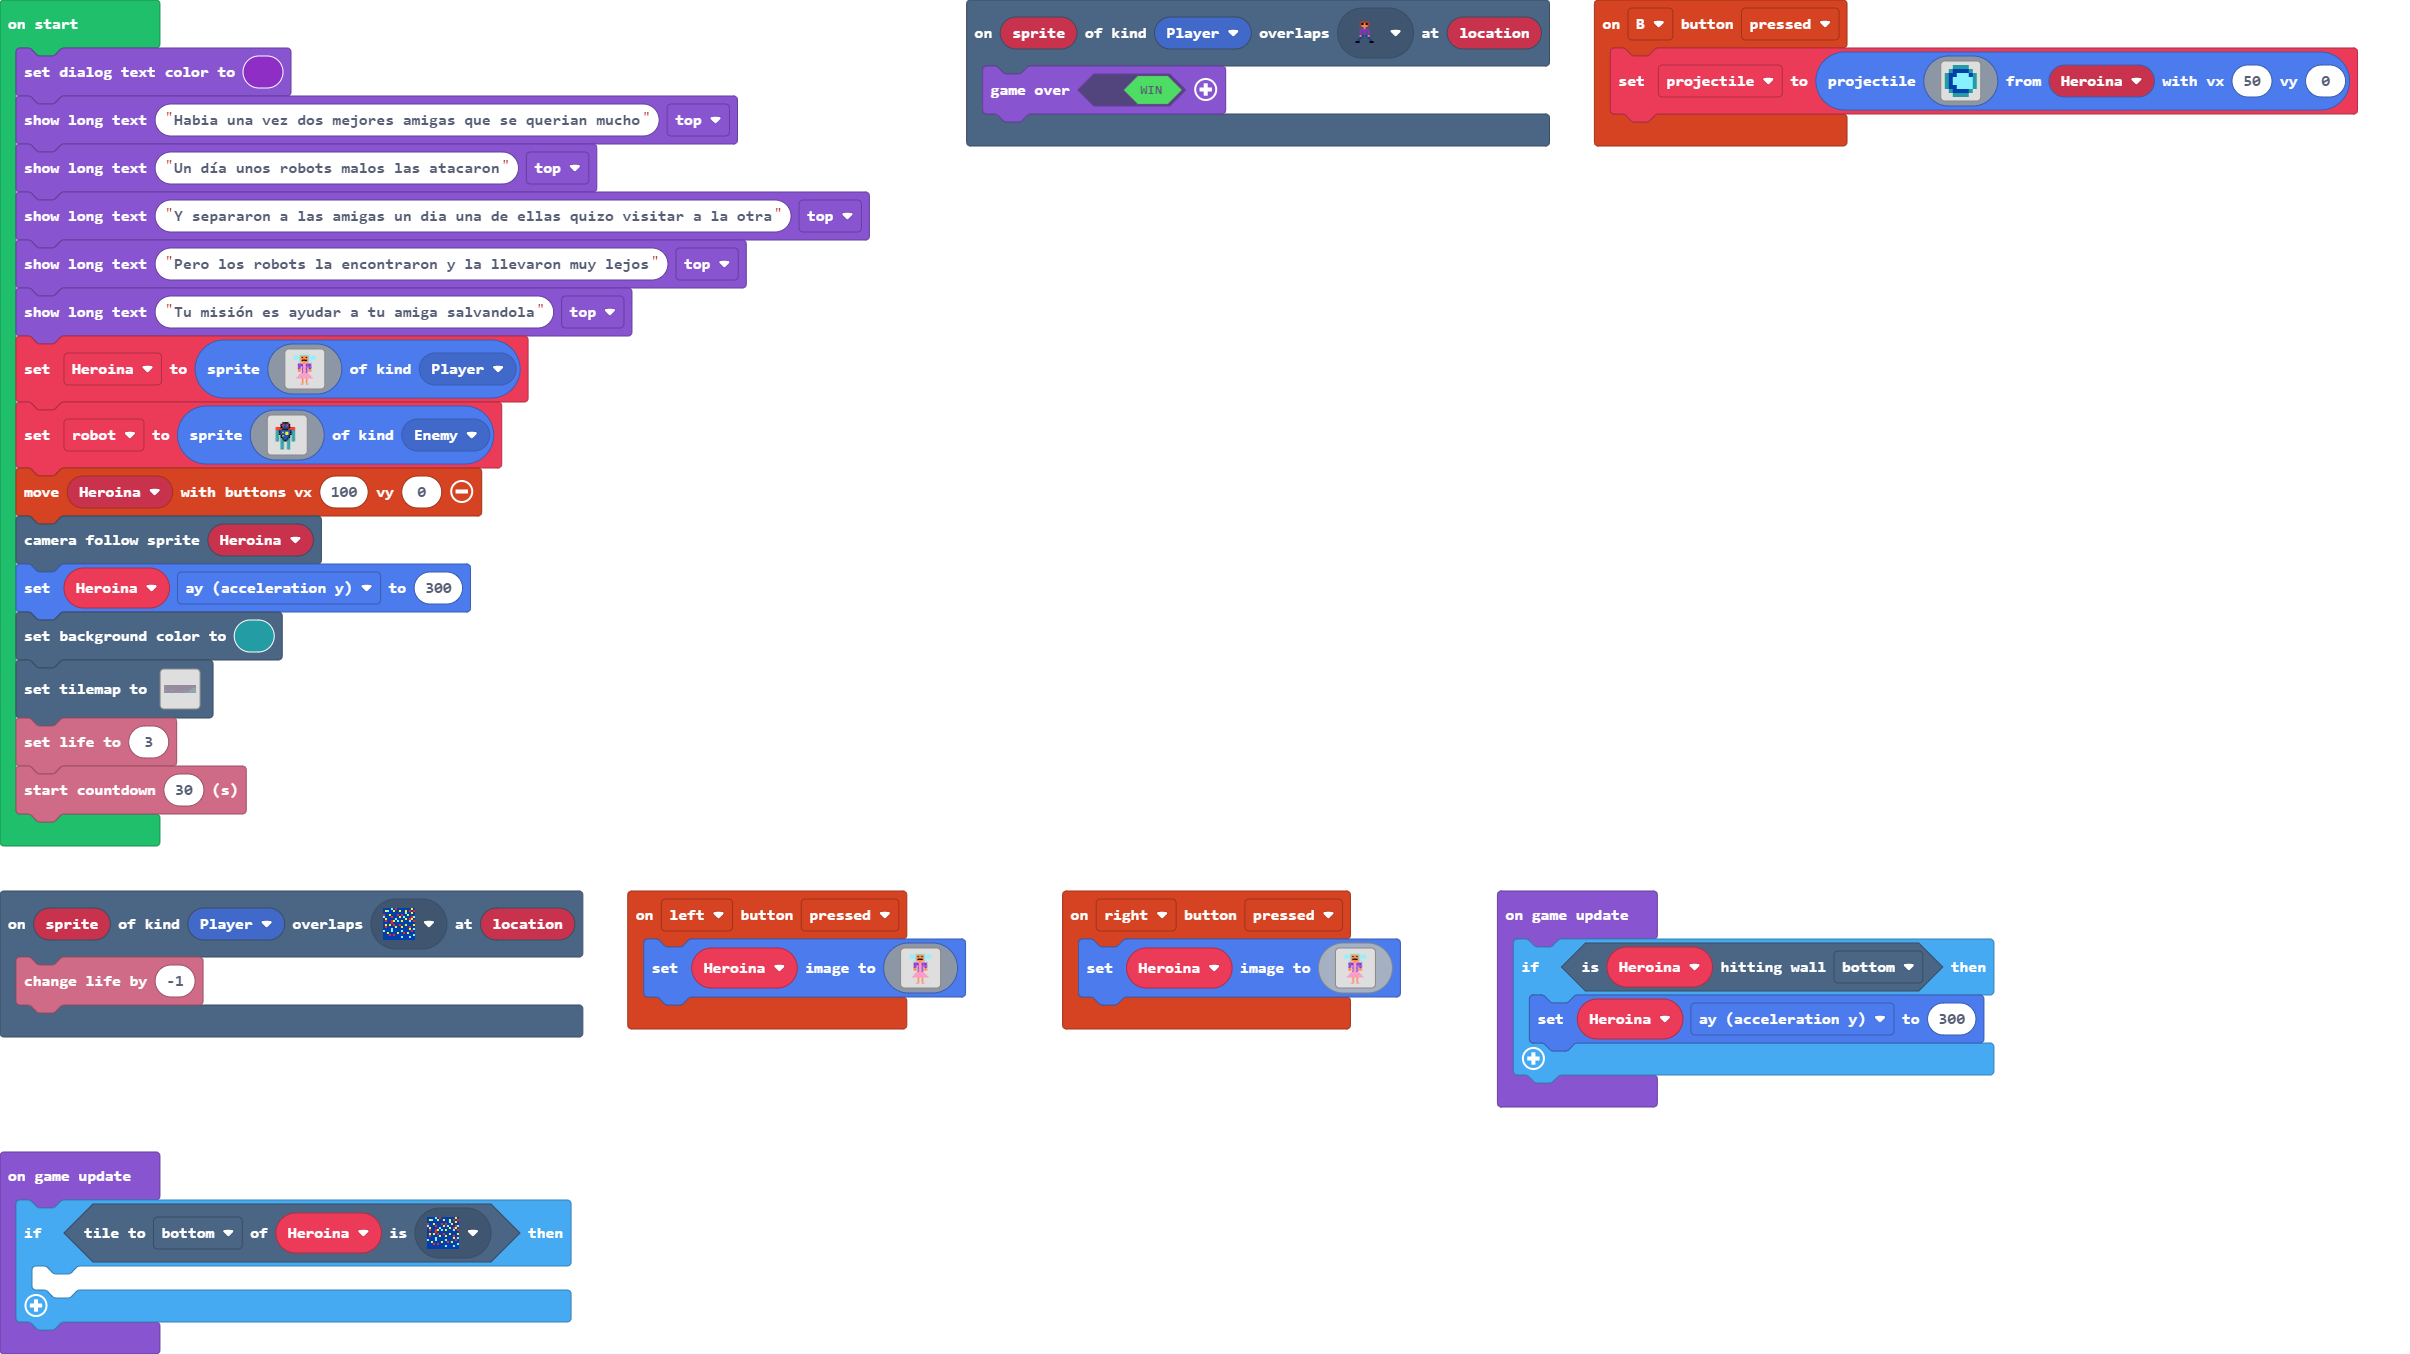 on start
set dialog text color to
show long text "Habia una vez dos mejores amigas que se querian mucho" top
show long text "Un día unos robots malos las atacaron" top
show long text "Y separaron a las amigas un dia una de ellas quizo visitar a la otra" top
show long text "Pero los robots la encontraron y la llevaron muy lejos" top
show long text "Tu misión es ayudar a tu amiga salvandola" top
set Heroina to sprite of kind Player
set robot to sprite of kind Enemy
move Heroina with buttons vx 100 vy 0
camera follow sprite Heroina
set Heroina ay (acceleration y) to 300
set background color to
set tilemap to
set life to 3
start countdown 30 (s)
on sprite of kind Player overlaps at location
game over WIN
on B button pressed
set projectile to projectile from Heroina with vx 50 vy 0
on sprite of kind Player overlaps at location
change life by -1
on left button pressed
set Heroina image to
on right button pressed
set Heroina image to
on game update
if is Heroina hitting wall bottom then
set Heroina ay (acceleration y) to 300
on game update
if tile to bottom of Heroina is then